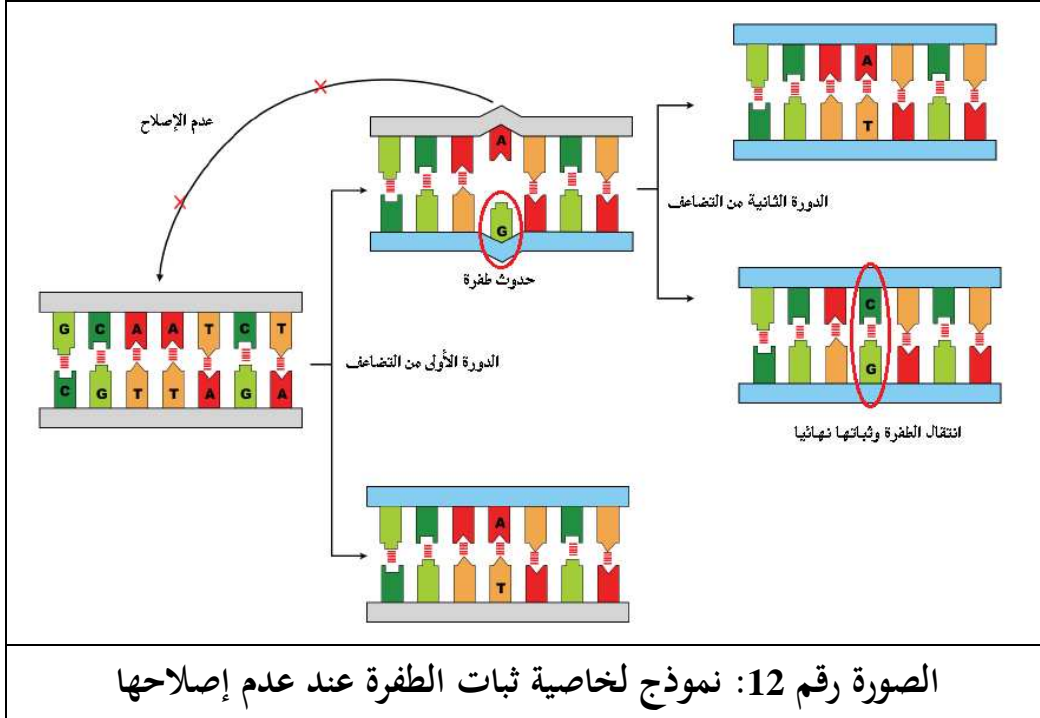 عدم الإصلاح
A
G
حدوث طفرة
A
T
الدورة الثانية من التضاعف
C
G
انتقال الطفرة وثباتها نهائيا
G C A A T C T
C G T T A G A
الدورة الأولى من التضاعف
A
T
الصورة رقم 12: نموذج لخاصية ثبات الطفرة عند عدم إصلاحها